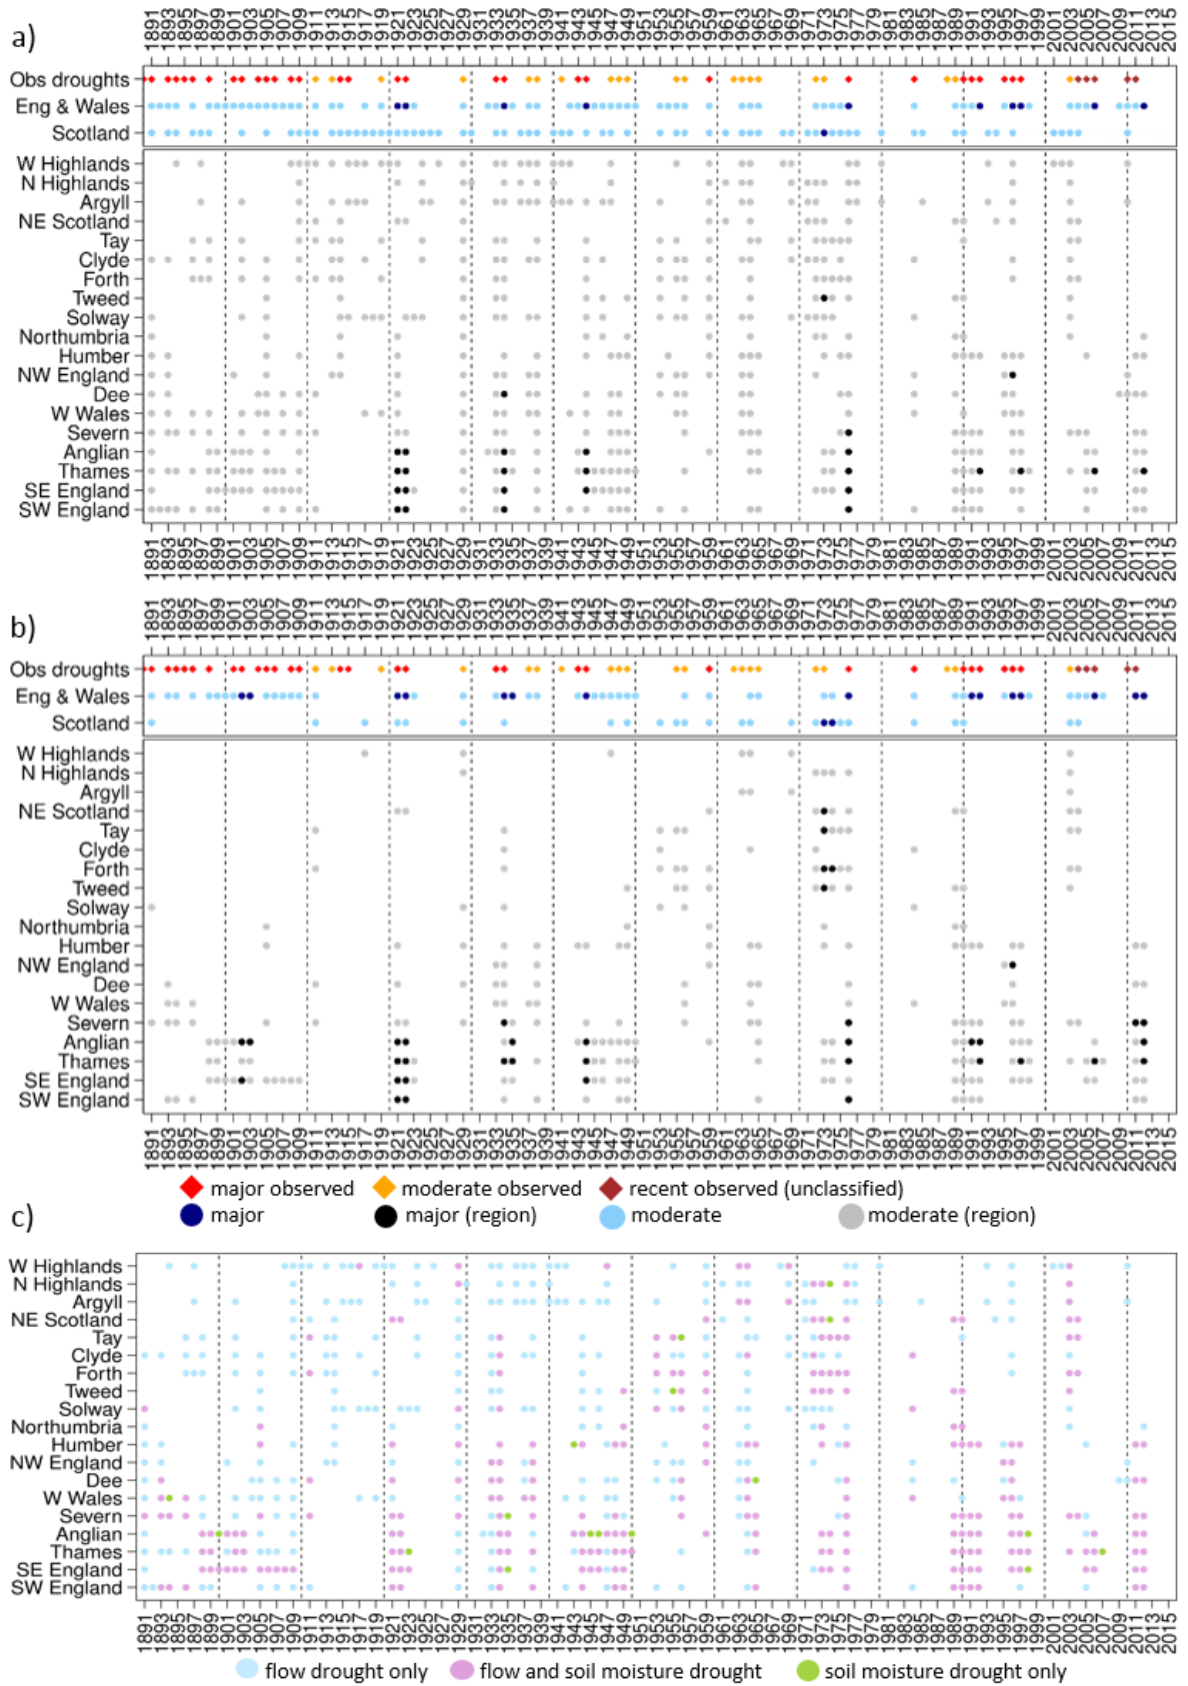 a)
1891 1893 1895 1897 1899 1901 1903 1905 1907 1909 1911 1913 1915 1917 1919 1921 1923 1925 1927 1929 1931 1933 1935 1937 1939 1941 1943 1945 1947 1949 1951 1953 1955 1957 1959 1961 1963 1965 1967 1969 1971 1973 1975 1977 1979 1981 1983 1985 1987 1989 1991 1993 1995 1997 1999 2001 2003 2005 2007 2009 2011 2013 2015
Obs droughts
Eng & Wales
Scotland
W Highlands
N Highlands
Argyll
NE Scotland
Tay
Clyde
Forth
Tweed
Solway
Northumbria
Humber
NW England
Dee
W Wales
Severn
Anglian
Thames
SE England
SW England
1891 1893 1895 1897 1899 1901 1903 1905 1907 1909 1911 1913 1915 1917 1919 1921 1923 1925 1927 1929 1931 1933 1935 1937 1939 1941 1943 1945 1947 1949 1951 1953 1955 1957 1959 1961 1963 1965 1967 1969 1971 1973 1975 1977 1979 1981 1983 1985 1987 1989 1991 1993 1995 1997 1999 2001 2003 2005 2007 2009 2011 2013 2015
b)
1891 1893 1895 1897 1899 1901 1903 1905 1907 1909 1911 1913 1915 1917 1919 1921 1923 1925 1927 1929 1931 1933 1935 1937 1939 1941 1943 1945 1947 1949 1951 1953 1955 1957 1959 1961 1963 1965 1967 1969 1971 1973 1975 1977 1979 1981 1983 1985 1987 1989 1991 1993 1995 1997 1999 2001 2003 2005 2007 2009 2011 2013 2015
Obs droughts
Eng & Wales
Scotland
W Highlands
N Highlands
Argyll
NE Scotland
Tay
Clyde
Forth
Tweed
Solway
Northumbria
Humber
NW England
Dee
W Wales
Severn
Anglian
Thames
SE England
SW England
1891 1893 1895 1897 1899 1901 1903 1905 1907 1909 1911 1913 1915 1917 1919 1921 1923 1925 1927 1929 1931 1933 1935 1937 1939 1941 1943 1945 1947 1949 1951 1953 1955 1957 1959 1961 1963 1965 1967 1969 1971 1973 1975 1977 1979 1981 1983 1985 1987 1989 1991 1993 1995 1997 1999 2001 2003 2005 2007 2009 2011 2013 2015
major observed moderate observed recent observed (unclassified)
major major (region) moderate moderate (region)
c)
W Highlands
N Highlands
Argyll
NE Scotland
Tay
Clyde
Forth
Tweed
Solway
Northumbria
Humber
NW England
Dee
W Wales
Severn
Anglian
Thames
SE England
SW England
1891 1893 1895 1897 1899 1901 1903 1905 1907 1909 1911 1913 1915 1917 1919 1921 1923 1925 1927 1929 1931 1933 1935 1937 1939 1941 1943 1945 1947 1949 1951 1953 1955 1957 1959 1961 1963 1965 1967 1969 1971 1973 1975 1977 1979 1981 1983 1985 1987 1989 1991 1993 1995 1997 1999 2001 2003 2005 2007 2009 2011 2013 2015
flow drought only flow and soil moisture drought soil moisture drought only